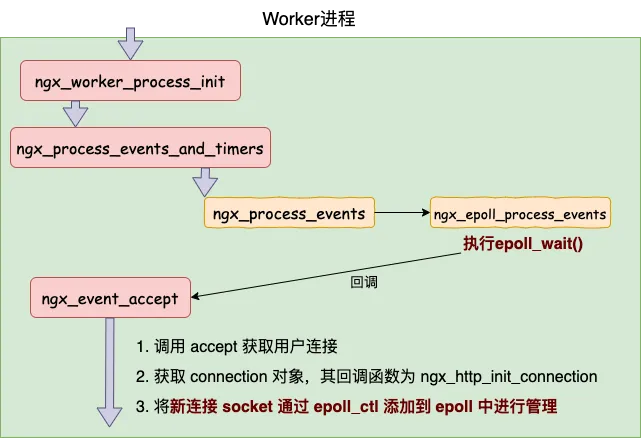 Worker进程
ngx_worker_process_init
ngx_process_events_and_timers
ngx_process_events
ngx_epoll_process_events
执行epoll_wait()
回调
ngx_event_accept
1. 调用 accept 获取用户连接
2. 获取 connection 对象，其回调函数为 ngx_http_init_connection
3. 将新连接 socket 通过 epoll_ctl 添加到 epoll 中进行管理